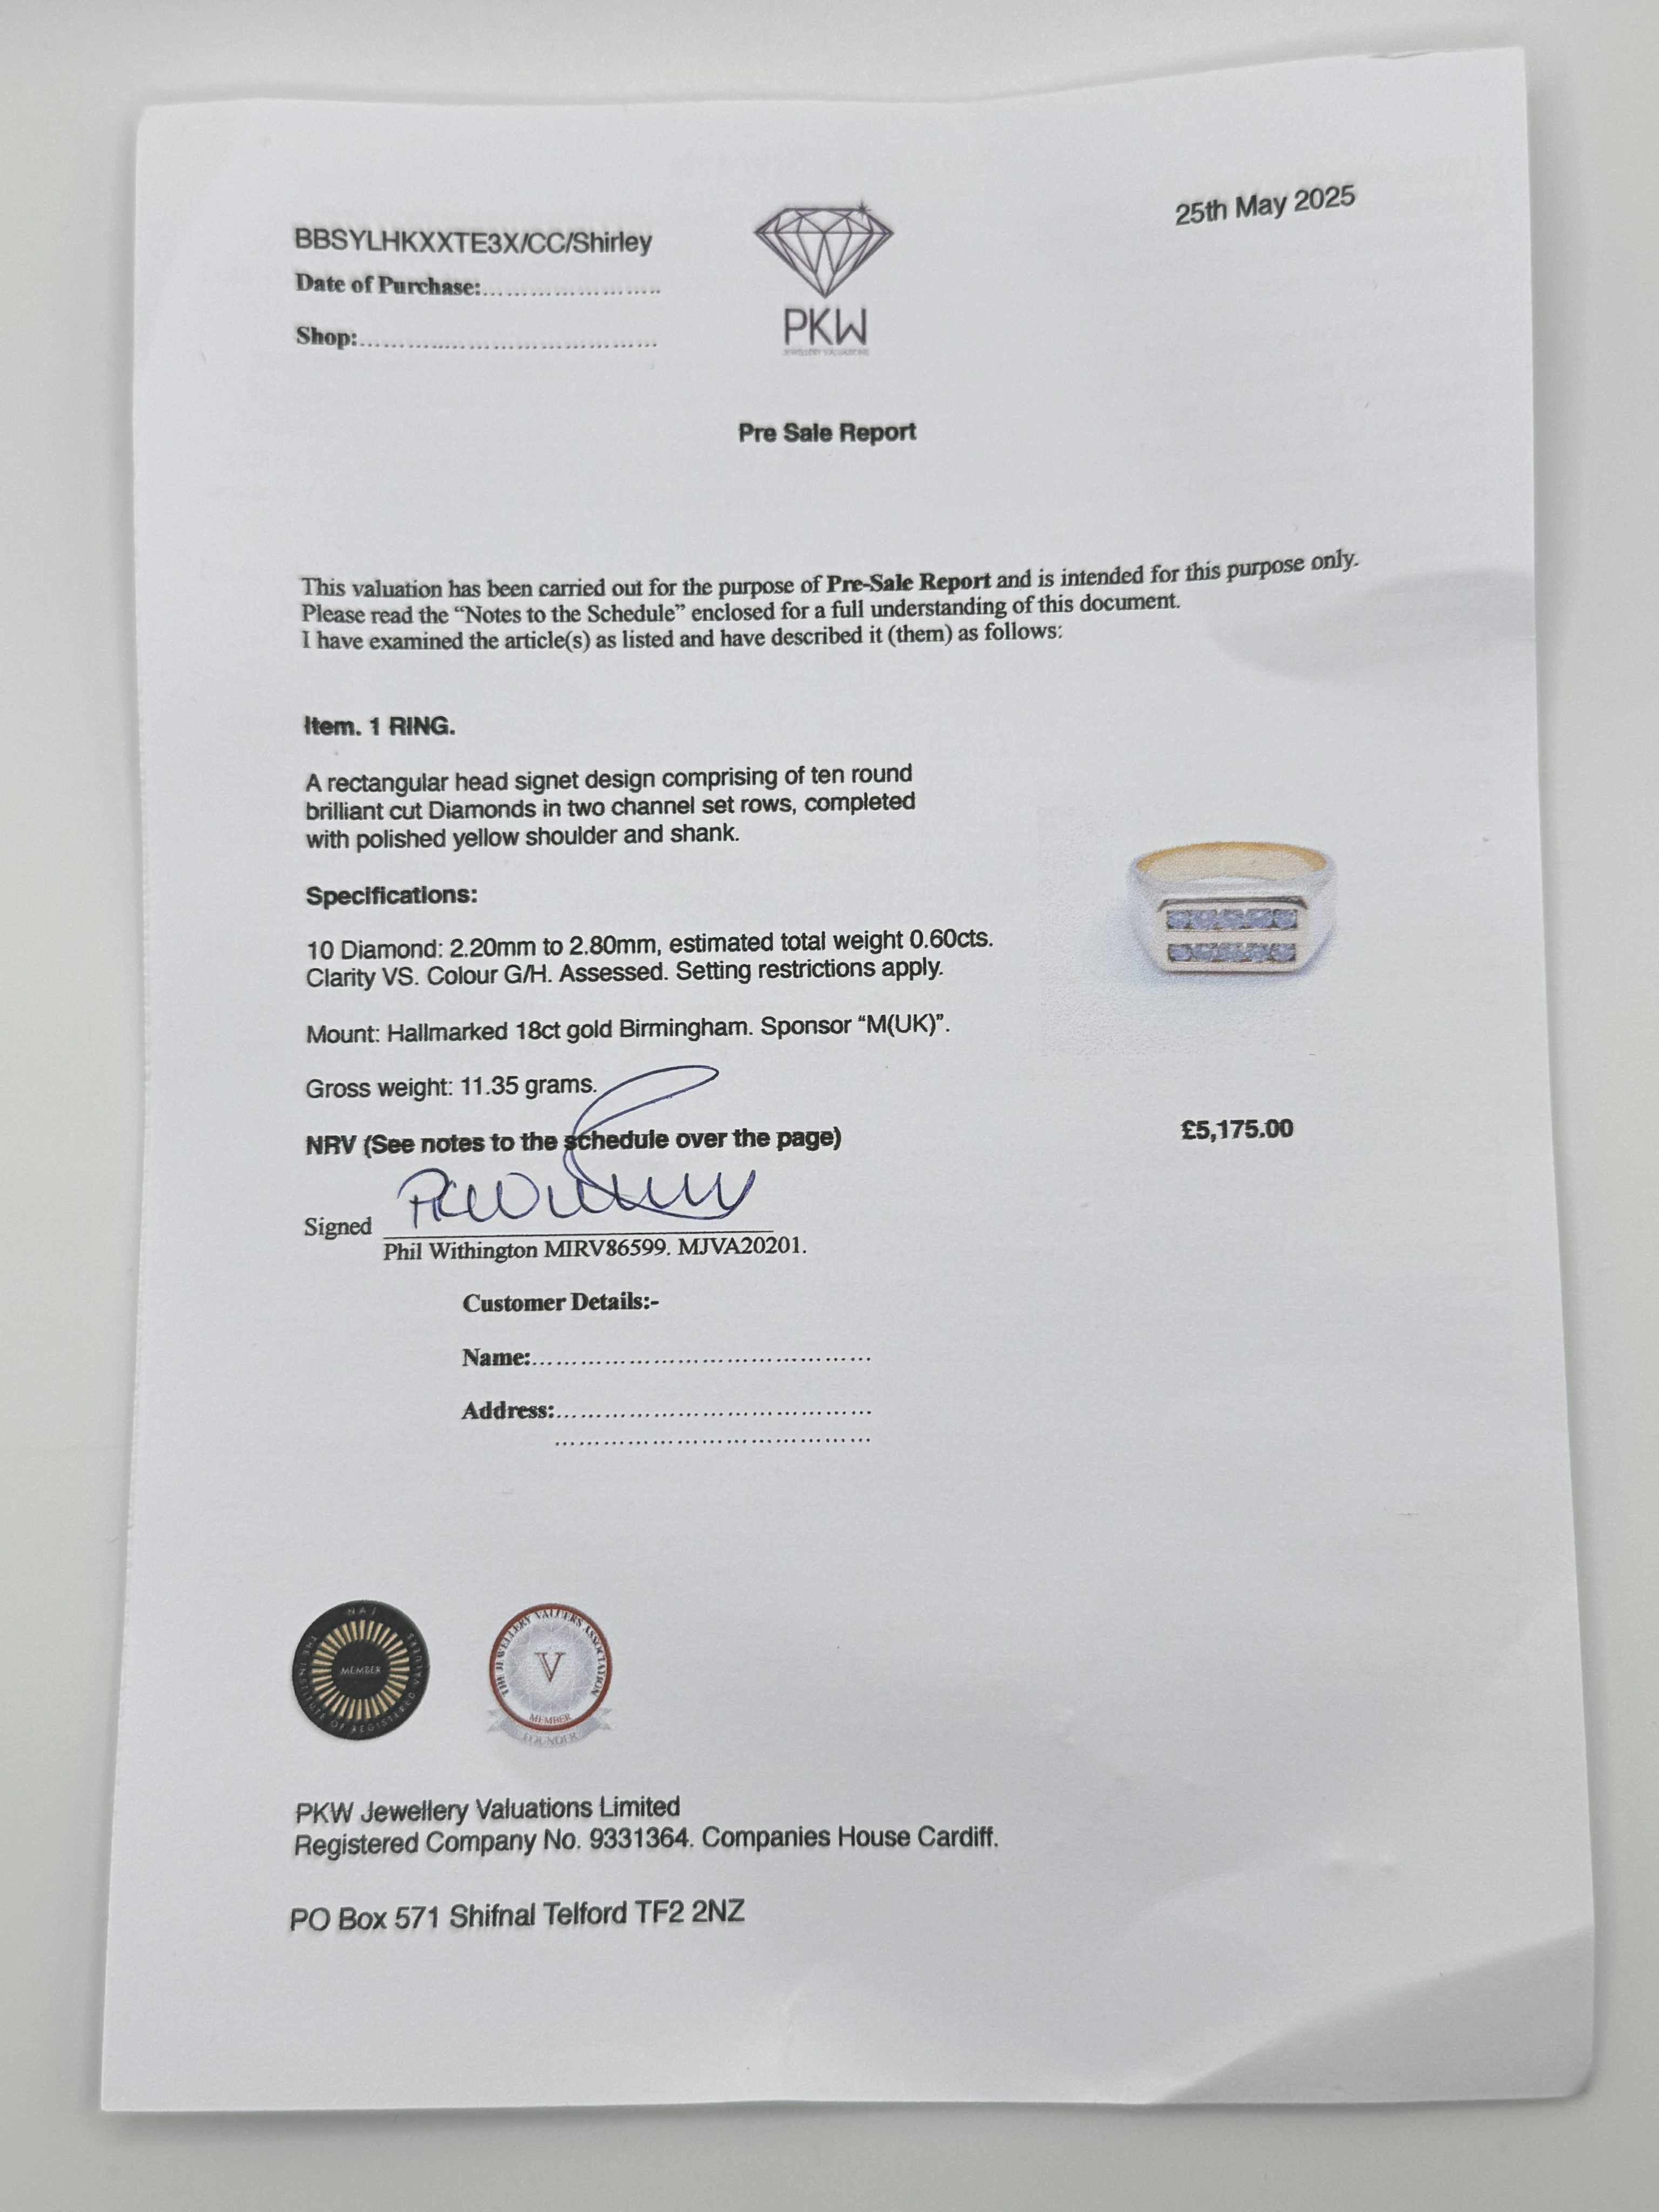 BBSYLHKXXTE3X/CC/Shirley
25th May 2025
Date of Purchase:........................
Shop:..........................................
PKW
JEWELLERY VALUATIONS
Pre Sale Report
This valuation has been carried out for the purpose of Pre-Sale Report and is intended for this purpose only.
Please read the “Notes to the Schedule” enclosed for a full understanding of this document.
I have examined the article(s) as listed and have described it (them) as follows:
Item. 1 RING.
A rectangular head signet design comprising of ten round
brilliant cut Diamonds in two channel set rows, completed
with polished yellow shoulder and shank.
Specifications:
10 Diamond: 2.20mm to 2.80mm, estimated total weight 0.60cts.
Clarity VS. Colour G/H. Assessed. Setting restrictions apply.
Mount: Hallmarked 18ct gold Birmingham. Sponsor “M(UK)”.
Gross weight: 11.35 grams.
NRV (See notes to the schedule over the page) £5,175.00
Signed
Phil Withington MIRV86599. MJVA20201.
Customer Details:-
Name:..............................................
Address:..........................................
..........................................
NAJ
THE INSTITUTE OF REGISTERED VALUERS
MEMBER
THE JEWELLERY VALUERS ASSOCIATION
V
MEMBER
FOUNDER
PKW Jewellery Valuations Limited
Registered Company No. 9331364. Companies House Cardiff.
PO Box 571 Shifnal Telford TF2 2NZ